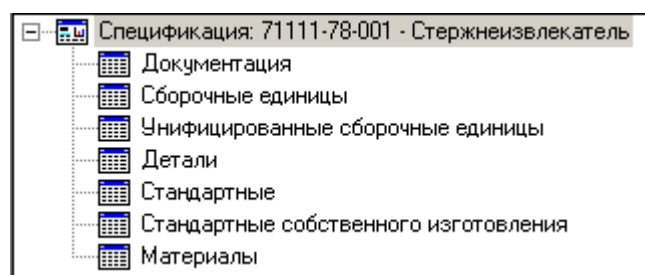 Спецификация: 71111-78-001 - Стержнеизвлекатель
Документация
Сборочные единицы
Унифицированные сборочные единицы
Детали
Стандартные
Стандартные собственного изготовления
Материалы